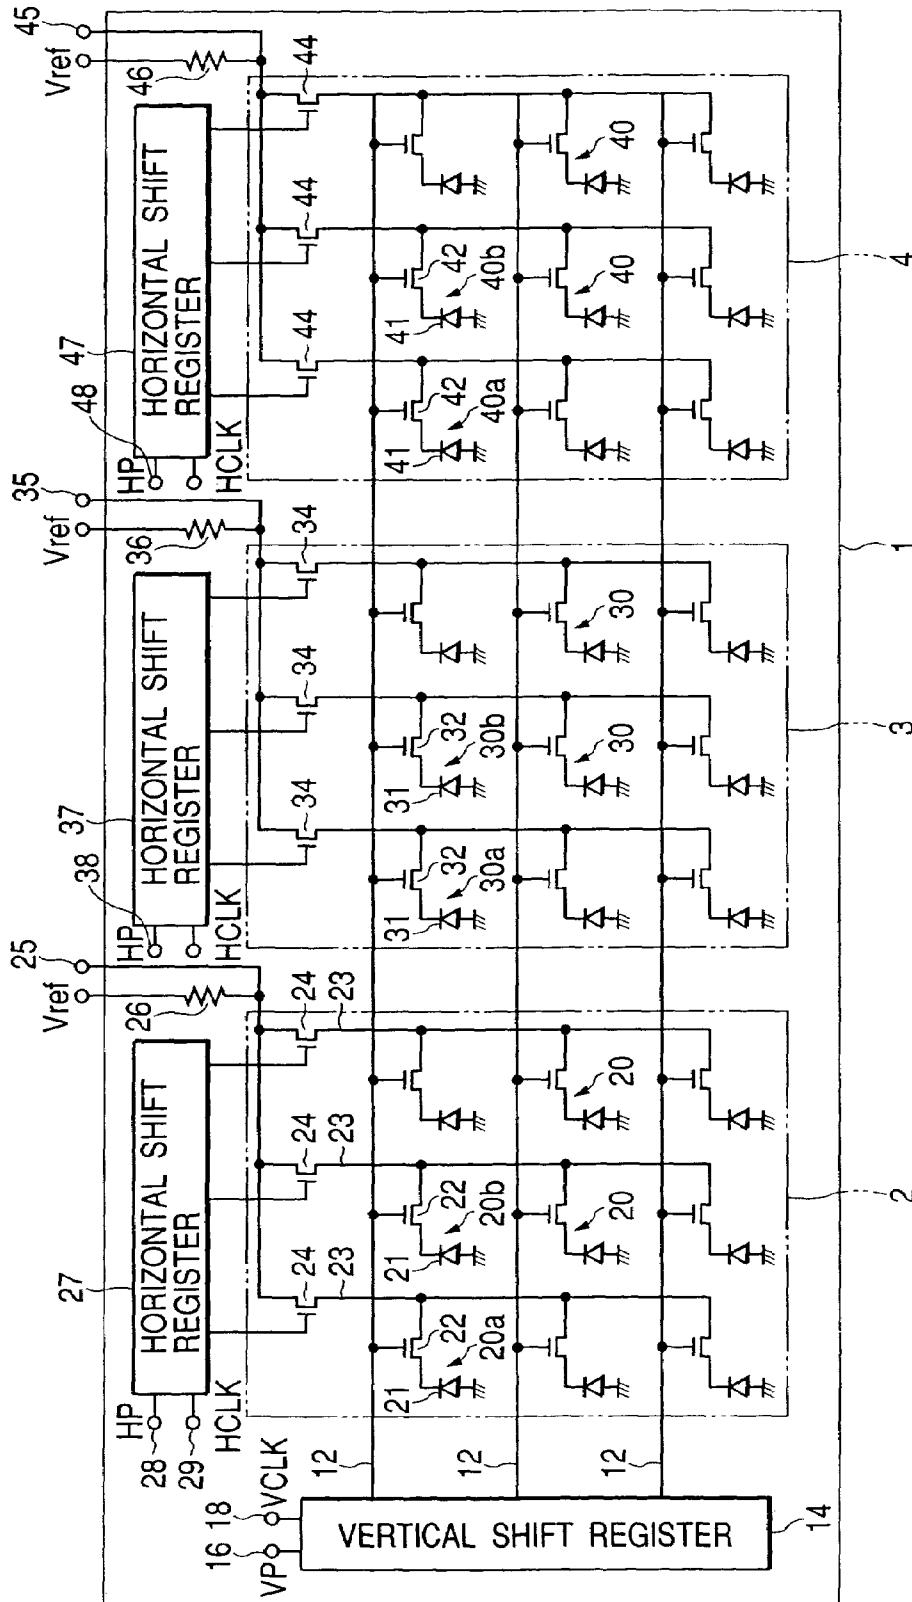 Vref 25
Vref 35
Vref 45
27
37
47
26
36
46
28 HP
38 HP
48 HP
HORIZONTAL SHIFT
REGISTER
HORIZONTAL SHIFT
REGISTER
HORIZONTAL SHIFT
REGISTER
29 HCLK
HCLK
HCLK
16 18
VP VCLK
24 24 24
34 34 34
44 44 44
23 23 23
12
12
12
21 22 21 22
20a 20b
31 32 31 32
30a 30b
41 42 41 42
40a 40b
20 20
30 30
40 40
VERTICAL SHIFT REGISTER
14
2
3
4
1